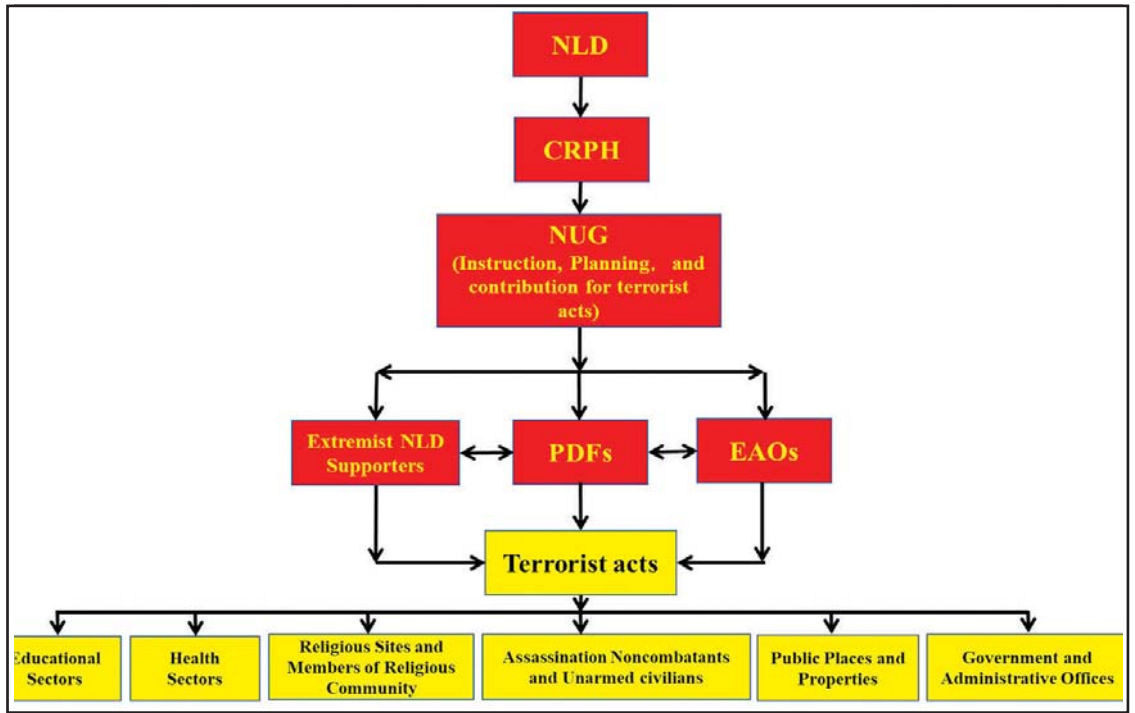 NLD
CRPH
NUG
(Instruction, Planning, and
contribution for terrorist
acts)
Extremist NLD
Supporters
PDFs
EAOs
Terrorist acts
Educational
Sectors
Health
Sectors
Religious Sites and
Members of Religious
Community
Assassination Noncombatants
and Unarmed civilians
Public Places and
Properties
Government and
Administrative Offices